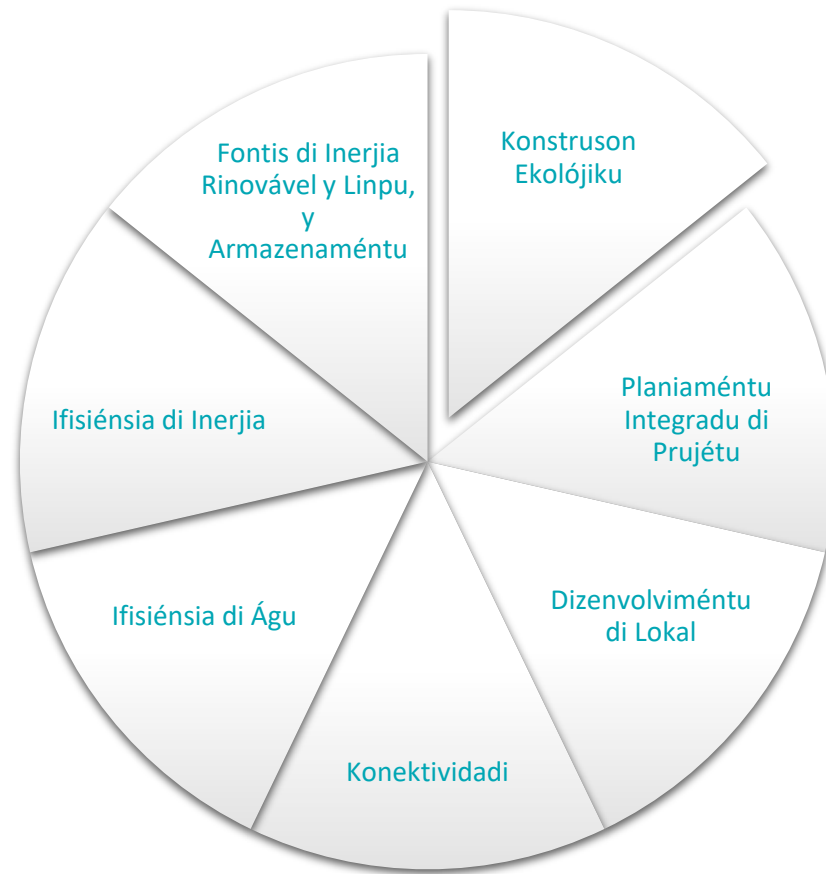 Konstruson
Ekolójiku
Planiaméntu
Integradu di
Prujétu
Dizenvolviméntu
di Lokal
Konektividadi
Ifisiénsia di Águ
Ifisiénsia di Inerjia
Fontis di Inerjia
Rinovável y Linpu,
y
Armazenaméntu